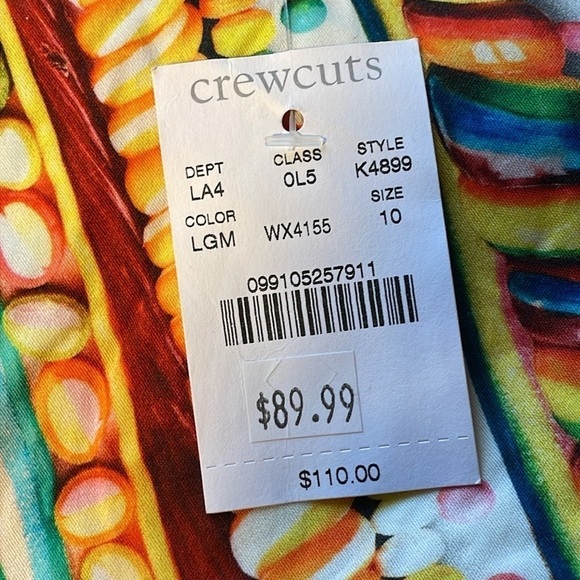 crewcuts
DEPT CLASS STYLE
LA4 0L5 K4899
COLOR SIZE
LGM WX4155 10
099105257911
$89.99
$110.00